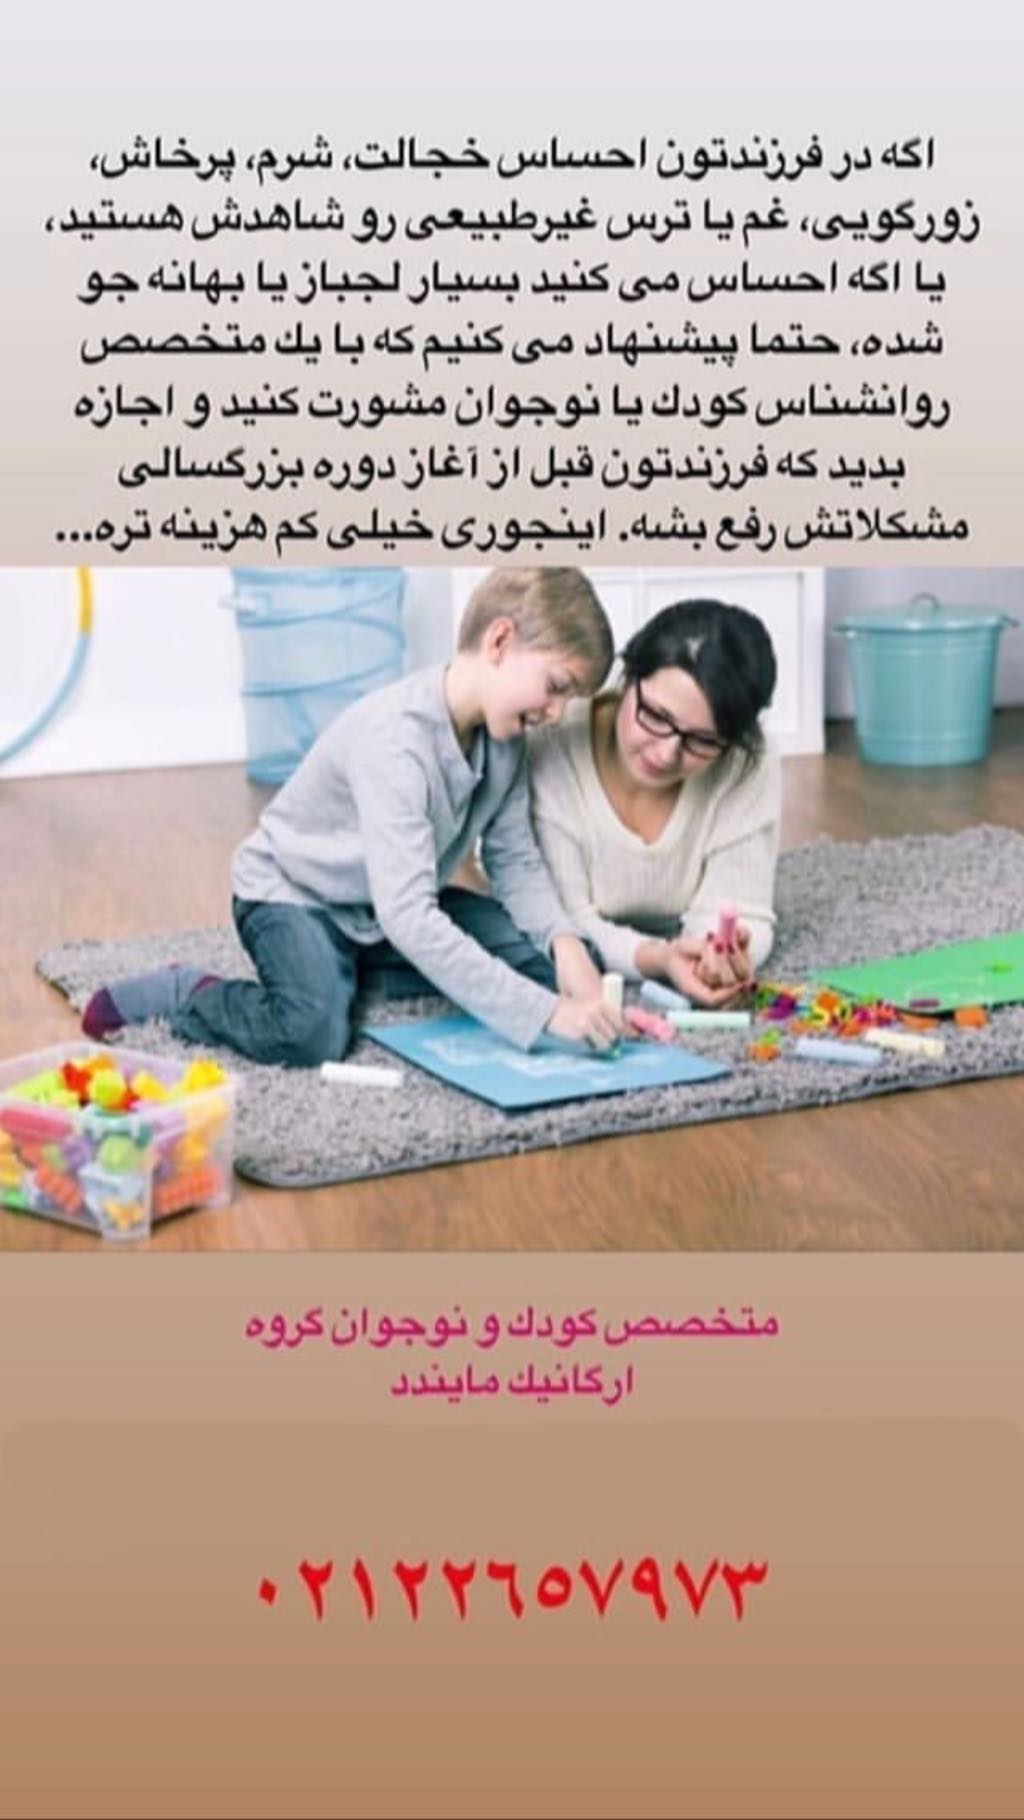 اگه در فرزندتون احساس خجالت، شرم، پرخاش،
زورگویی، غم یا ترس غیرطبیعی رو شاهدش هستید،
یا اگه احساس می کنید بسیار لجباز یا بهانه جو
شده، حتما پیشنهاد می کنیم که با یك متخصص
روانشناس کودك یا نوجوان مشورت کنید و اجازه
بدید که فرزندتون قبل از آغاز دوره بزرگسالی
مشکلاتش رفع بشه. اینجوری خیلی کم هزینه تره...
متخصص کودك و نوجوان گروه
ارگانیك مایندد
٠٢١٢٢٦٥٧٩٧٣